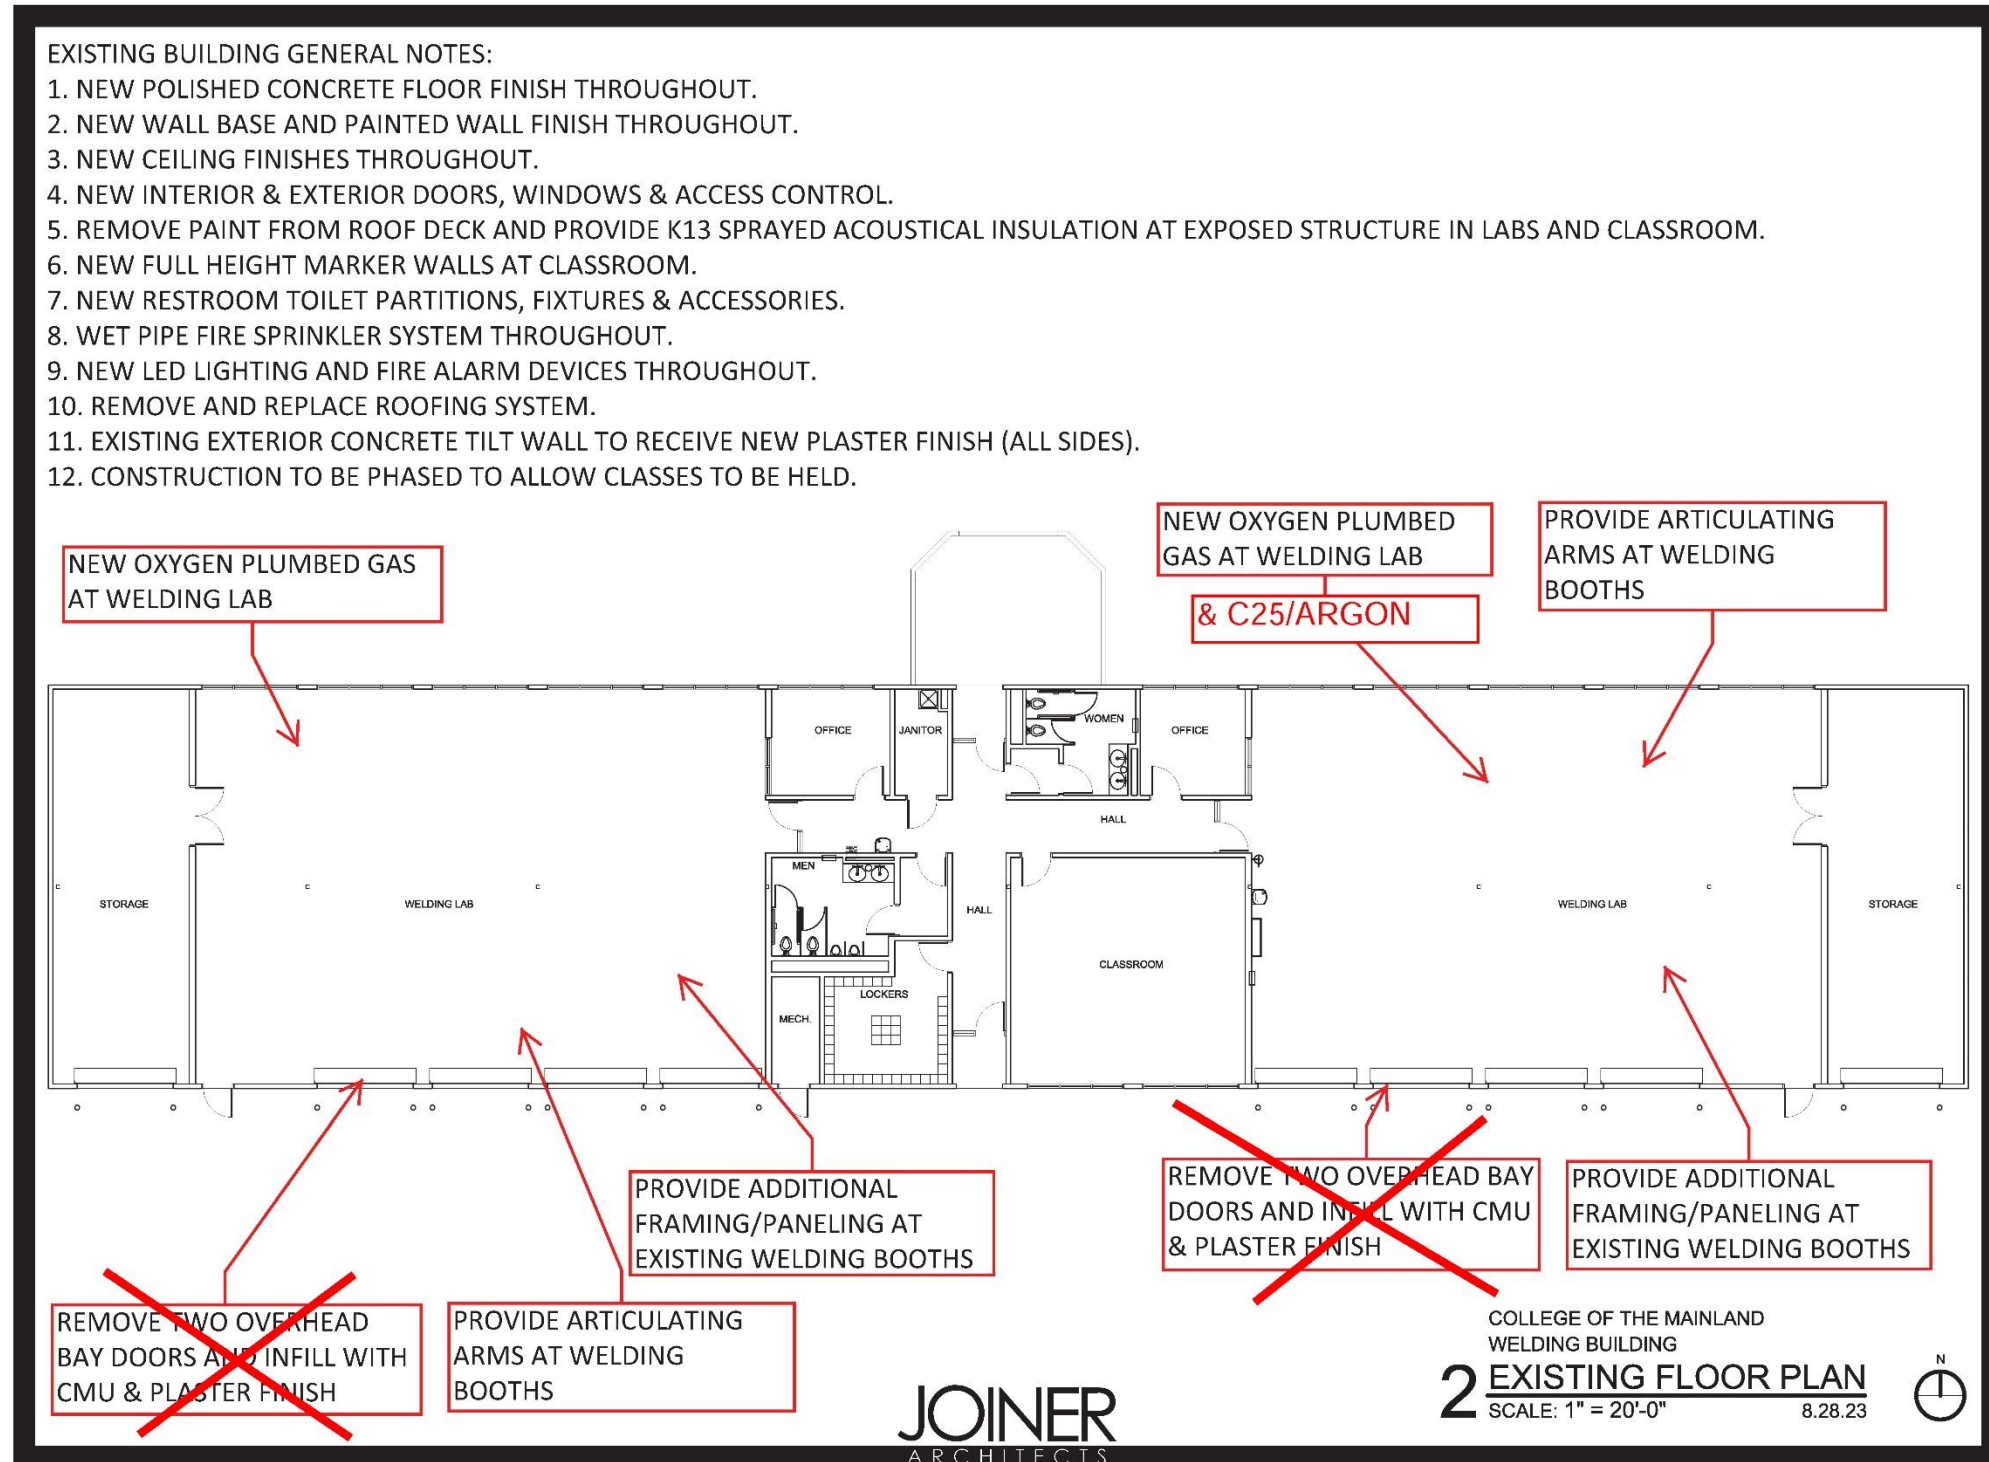 EXISTING BUILDING GENERAL NOTES:
1. NEW POLISHED CONCRETE FLOOR FINISH THROUGHOUT.
2. NEW WALL BASE AND PAINTED WALL FINISH THROUGHOUT.
3. NEW CEILING FINISHES THROUGHOUT.
4. NEW INTERIOR & EXTERIOR DOORS, WINDOWS & ACCESS CONTROL.
5. REMOVE PAINT FROM ROOF DECK AND PROVIDE K13 SPRAYED ACOUSTICAL INSULATION AT EXPOSED STRUCTURE IN LABS AND CLASSROOM.
6. NEW FULL HEIGHT MARKER WALLS AT CLASSROOM.
7. NEW RESTROOM TOILET PARTITIONS, FIXTURES & ACCESSORIES.
8. WET PIPE FIRE SPRINKLER SYSTEM THROUGHOUT.
9. NEW LED LIGHTING AND FIRE ALARM DEVICES THROUGHOUT.
10. REMOVE AND REPLACE ROOFING SYSTEM.
11. EXISTING EXTERIOR CONCRETE TILT WALL TO RECEIVE NEW PLASTER FINISH (ALL SIDES).
12. CONSTRUCTION TO BE PHASED TO ALLOW CLASSES TO BE HELD.
NEW OXYGEN PLUMBED GAS
AT WELDING LAB
NEW OXYGEN PLUMBED
GAS AT WELDING LAB
& C25/ARGON
PROVIDE ARTICULATING
ARMS AT WELDING
BOOTHS
OFFICE
JANITOR
WOMEN
OFFICE
HALL
MEN
STORAGE
WELDING LAB
HALL
WELDING LAB
STORAGE
CLASSROOM
LOCKERS
MECH.
PROVIDE ADDITIONAL
FRAMING/PANELING AT
EXISTING WELDING BOOTHS
REMOVE TWO OVERHEAD BAY
DOORS AND INFILL WITH CMU
& PLASTER FINISH
PROVIDE ADDITIONAL
FRAMING/PANELING AT
EXISTING WELDING BOOTHS
REMOVE TWO OVERHEAD
BAY DOORS AND INFILL WITH
CMU & PLASTER FINISH
PROVIDE ARTICULATING
ARMS AT WELDING
BOOTHS
JOINER
ARCHITECTS
COLLEGE OF THE MAINLAND
WELDING BUILDING
2 EXISTING FLOOR PLAN
SCALE: 1" = 20'-0" 8.28.23
N